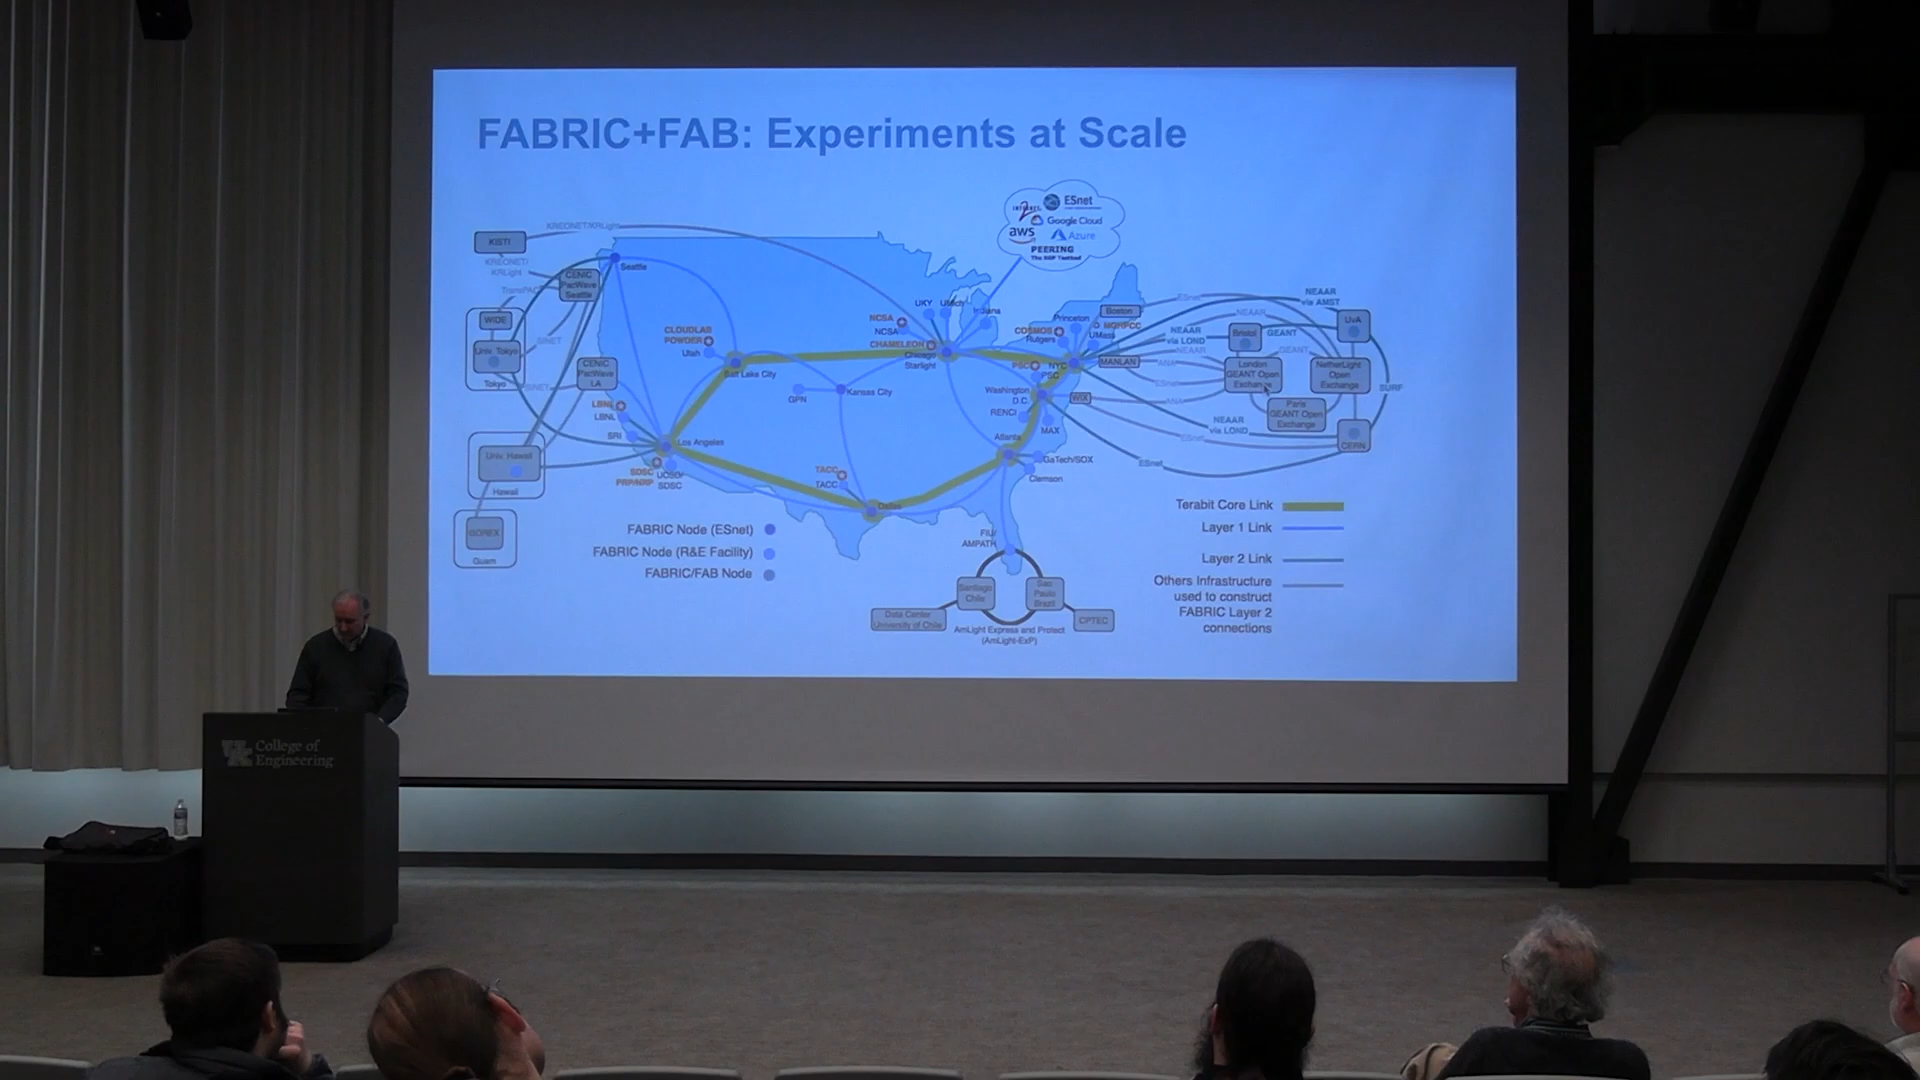 FABRIC+FAB: Experiments at Scale
INTERNET 2
ESnet
Google Cloud
aws
Azure
PEERING
The BGP Testbed
KREONET/KRLight
KISTI
KREONET/
KRLight
TransPAC
CENIC
PacWave
Seattle
Seattle
WIDE
SINET
Univ. Tokyo
Tokyo
SINET
CENIC
PacWave
LA
CLOUDLAB
POWDER
Utah
Salt Lake City
LBNL
LBNL
SRI
Los Angeles
SDSC
PRP/NRP
UCSD/
SDSC
Univ. Hawaii
Hawaii
Guam
GPN
Kansas City
TACC
TACC
Dallas
NCSA
NCSA
UKY
UMich
Indiana
CHAMELEON
Chicago
Starlight
Princeton
COSMOS
Rutgers
Boston
MGHPCC
UMass
PSC
PSC
NYC
MANLAN
Washington
D.C.
WIX
RENCI
MAX
Atlanta
GaTech/SOX
Clemson
FIU/
AMPATH
Santiago
Chile
Sao
Paulo
Brazil
Data Center
University of Chile
CPTEC
AmLight Express and Protect
(AmLight-ExP)
ESnet
NEAAR
via AMST
NEAAR
NEAAR
via LOND
NEAAR
ANA
ESnet
ANA
NEAAR
via LOND
ESnet
ESnet
Bristol
GEANT
UvA
GEANT
London
GEANT Open
Exchange
NetherLight
Open
Exchange
Paris
GEANT Open
Exchange
SURF
CERN
FABRIC Node (ESnet)
FABRIC Node (R&E Facility)
FABRIC/FAB Node
Terabit Core Link
Layer 1 Link
Layer 2 Link
Others Infrastructure
used to construct
FABRIC Layer 2
connections
UK College of
Engineering